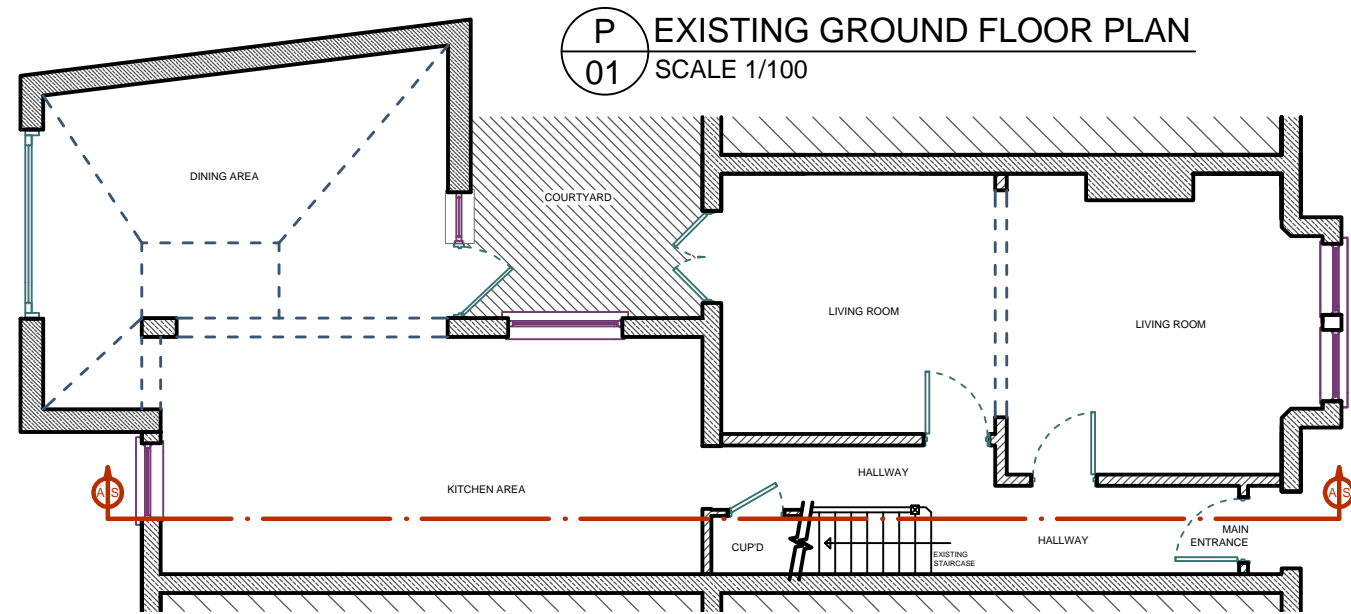 P
01
EXISTING GROUND FLOOR PLAN
SCALE 1/100
DINING AREA
COURTYARD
LIVING ROOM
LIVING ROOM
HALLWAY
KITCHEN AREA
A S
A S
MAIN
ENTRANCE
HALLWAY
CUP'D
EXISTING
STAIRCASE